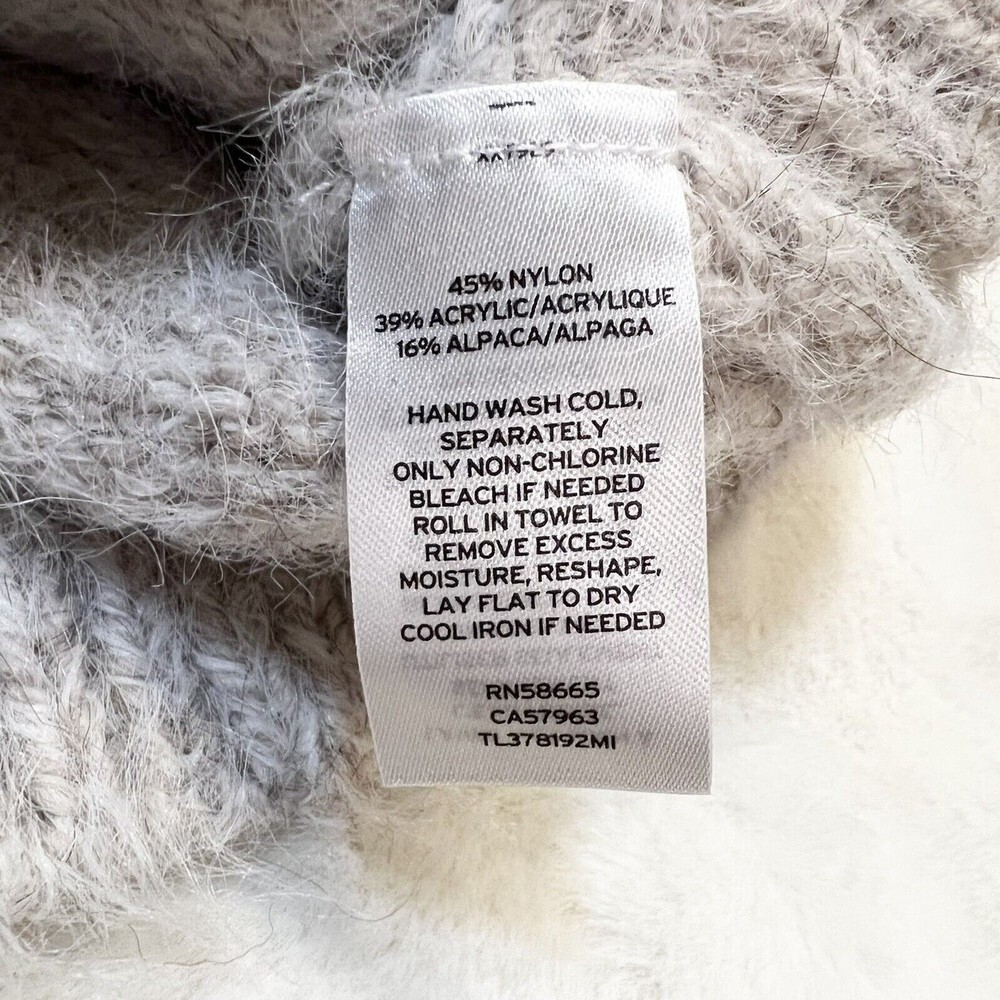 45% NYLON
39% ACRYLIC/ACRYLIQUE
16% ALPACA/ALPAGA
HAND WASH COLD,
SEPARATELY
ONLY NON-CHLORINE
BLEACH IF NEEDED
ROLL IN TOWEL TO
REMOVE EXCESS
MOISTURE, RESHAPE,
LAY FLAT TO DRY
COOL IRON IF NEEDED
RN58665
CA57963
TL378192MI